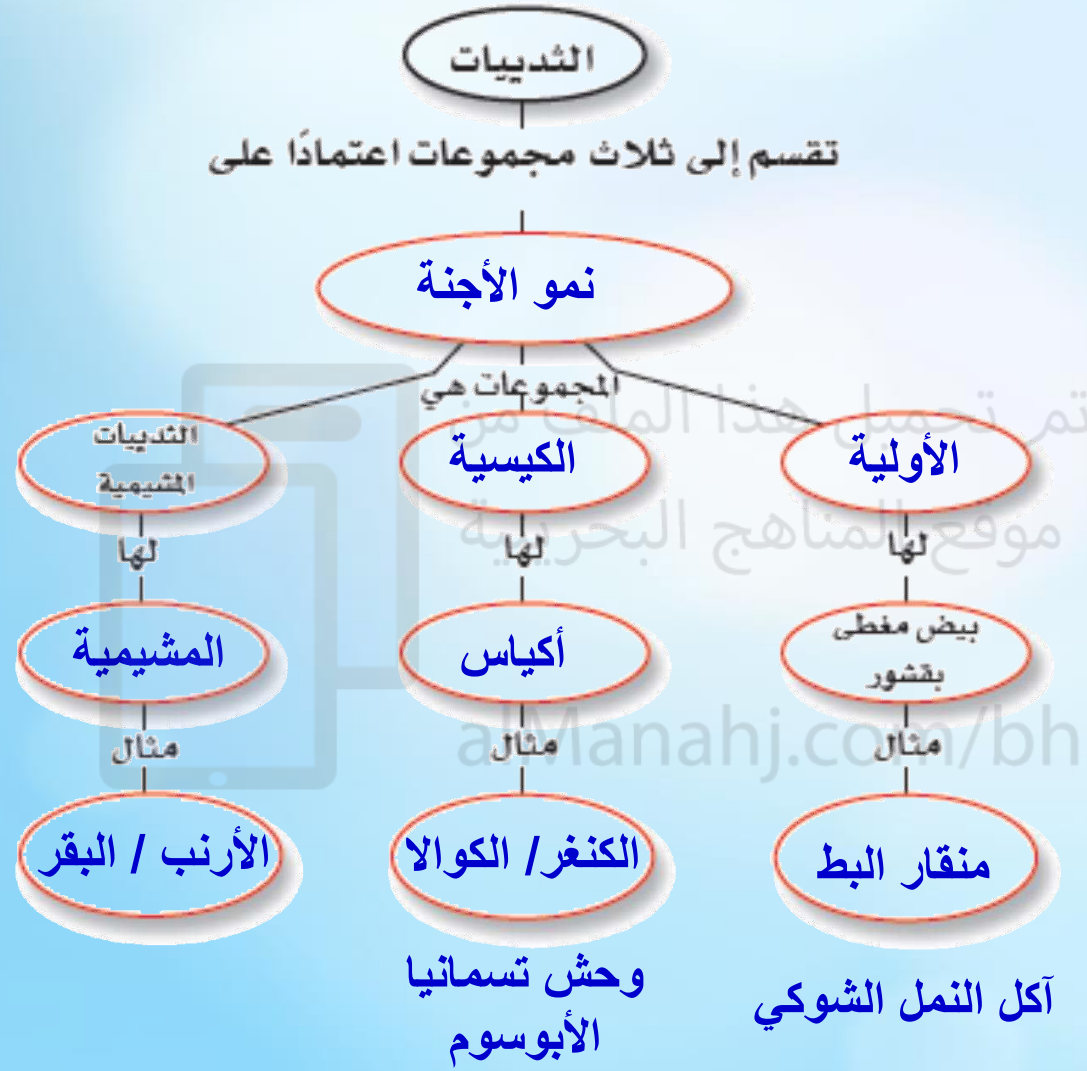 الثدييات
تقسم إلى ثلاث مجموعات اعتمادًا على
نمو الأجنة
المجموعات هي
الأولية
الكيسية
الثدييات
المشيمية
تم تحميل هذا الملف من
موقع المناهج البحرينية
لها
لها
لها
بيض مغطى
بقشور
أكياس
المشيمية
alManahj.com/bh
مثال
مثال
مثال
منقار البط
الكنغر/ الكوالا
الأرنب / البقر
آكل النمل الشوكي
وحش تسمانيا
الأبوسوم